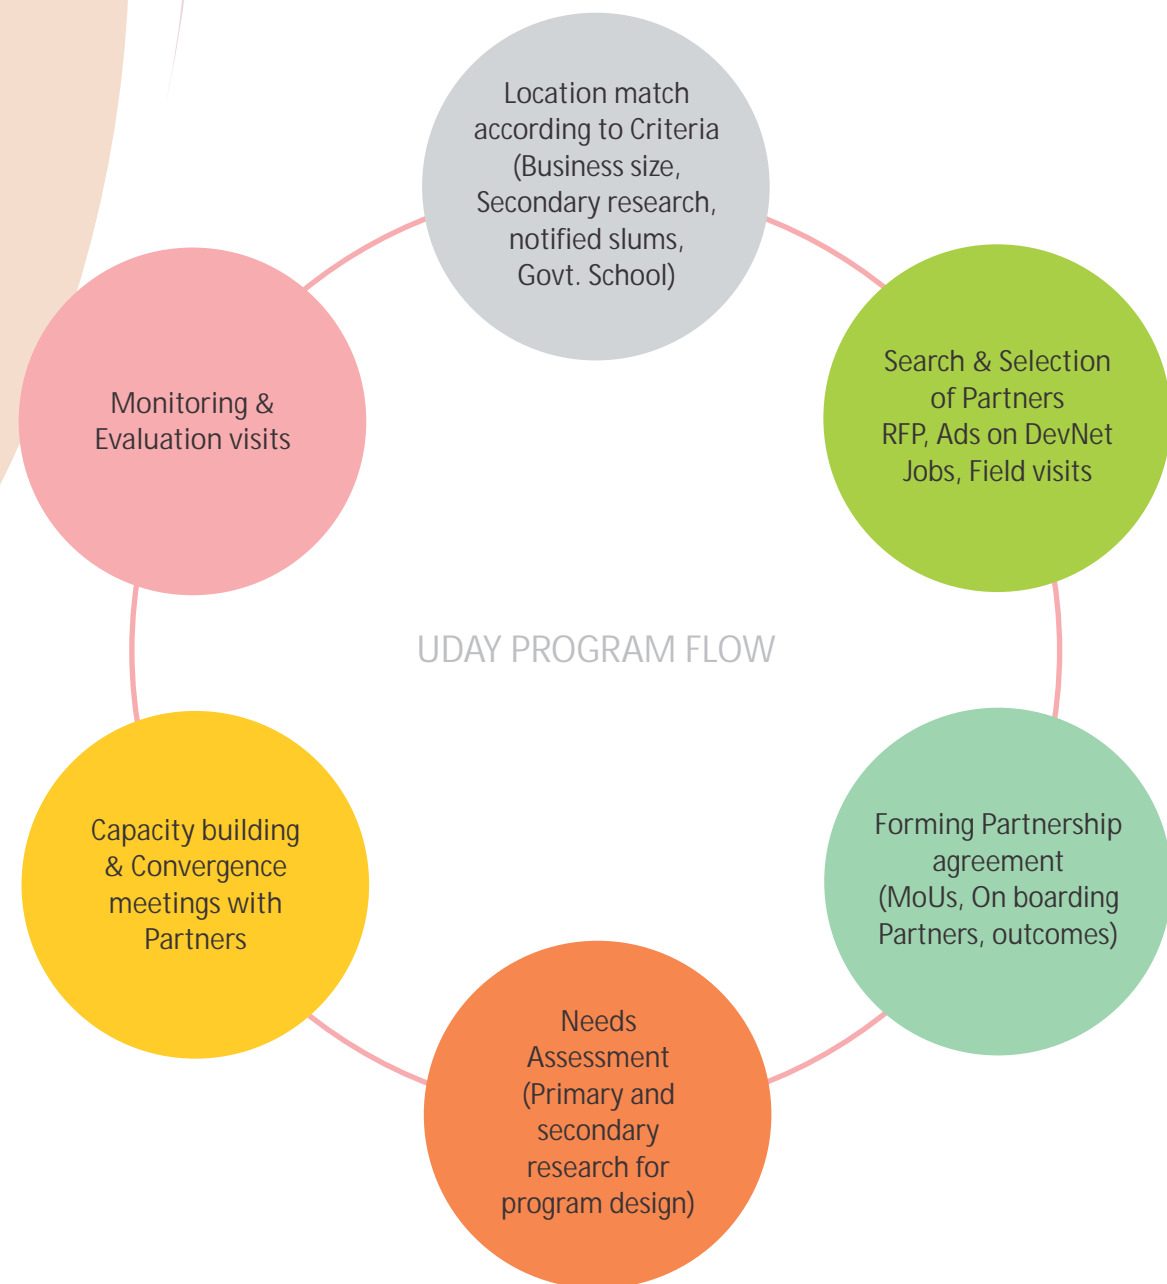 Location match
according to Criteria
(Business size,
Secondary research,
notified slums,
Govt. School)
Search & Selection
of Partners
RFP, Ads on DevNet
Jobs, Field visits
Monitoring &
Evaluation visits
UDAY PROGRAM FLOW
Forming Partnership
agreement
(MoUs, On boarding
Partners, outcomes)
Capacity building
& Convergence
meetings with
Partners
Needs
Assessment
(Primary and
secondary
research for
program design)